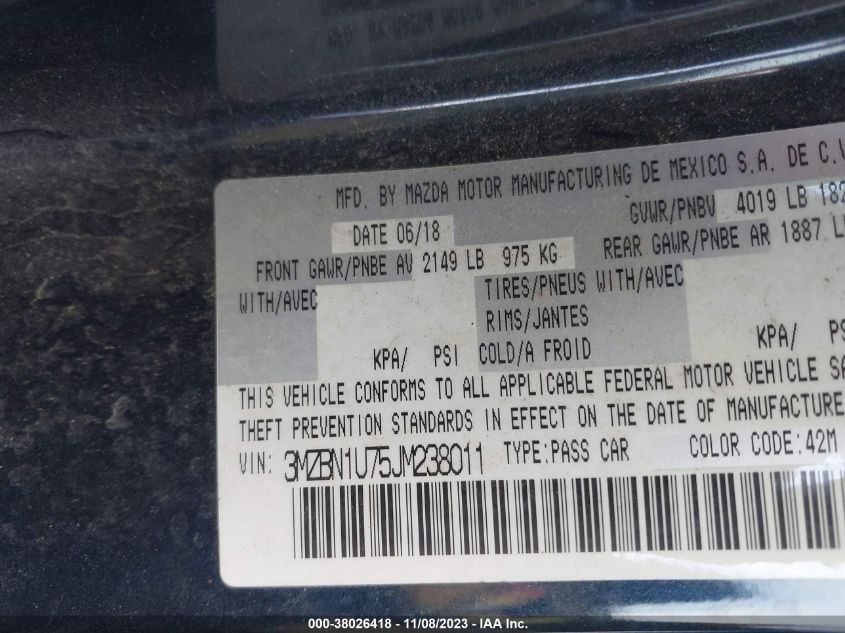 MFD. BY MAZDA MOTOR MANUFACTURING DE MEXICO S.A. DE C.V
GVWR/PNBV 4019 LB 182
DATE 06/18
FRONT GAWR/PNBE AV 2149 LB 975 KG
REAR GAWR/PNBE AR 1887 L
WITH/AVEC
TIRES/PNEUS WITH/AVEC
RIMS/JANTES
KPA/ PSI COLD/A FROID KPA/ PS
THIS VEHICLE CONFORMS TO ALL APPLICABLE FEDERAL MOTOR VEHICLE SA
THEFT PREVENTION STANDARDS IN EFFECT ON THE DATE OF MANUFACTURE
VIN: 3MZBN1U75JM238011 TYPE:PASS CAR COLOR CODE:42M
000-38026418 - 11/08/2023 - IAA Inc.